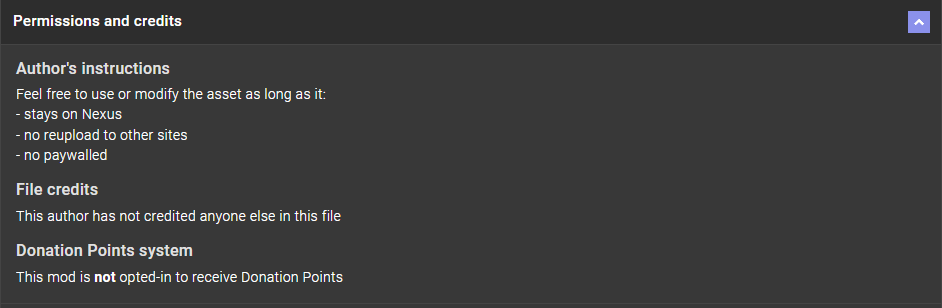 Permissions and credits
Author's instructions
Feel free to use or modify the asset as long as it:
- stays on Nexus
- no reupload to other sites
- no paywalled
File credits
This author has not credited anyone else in this file
Donation Points system
This mod is not opted-in to receive Donation Points